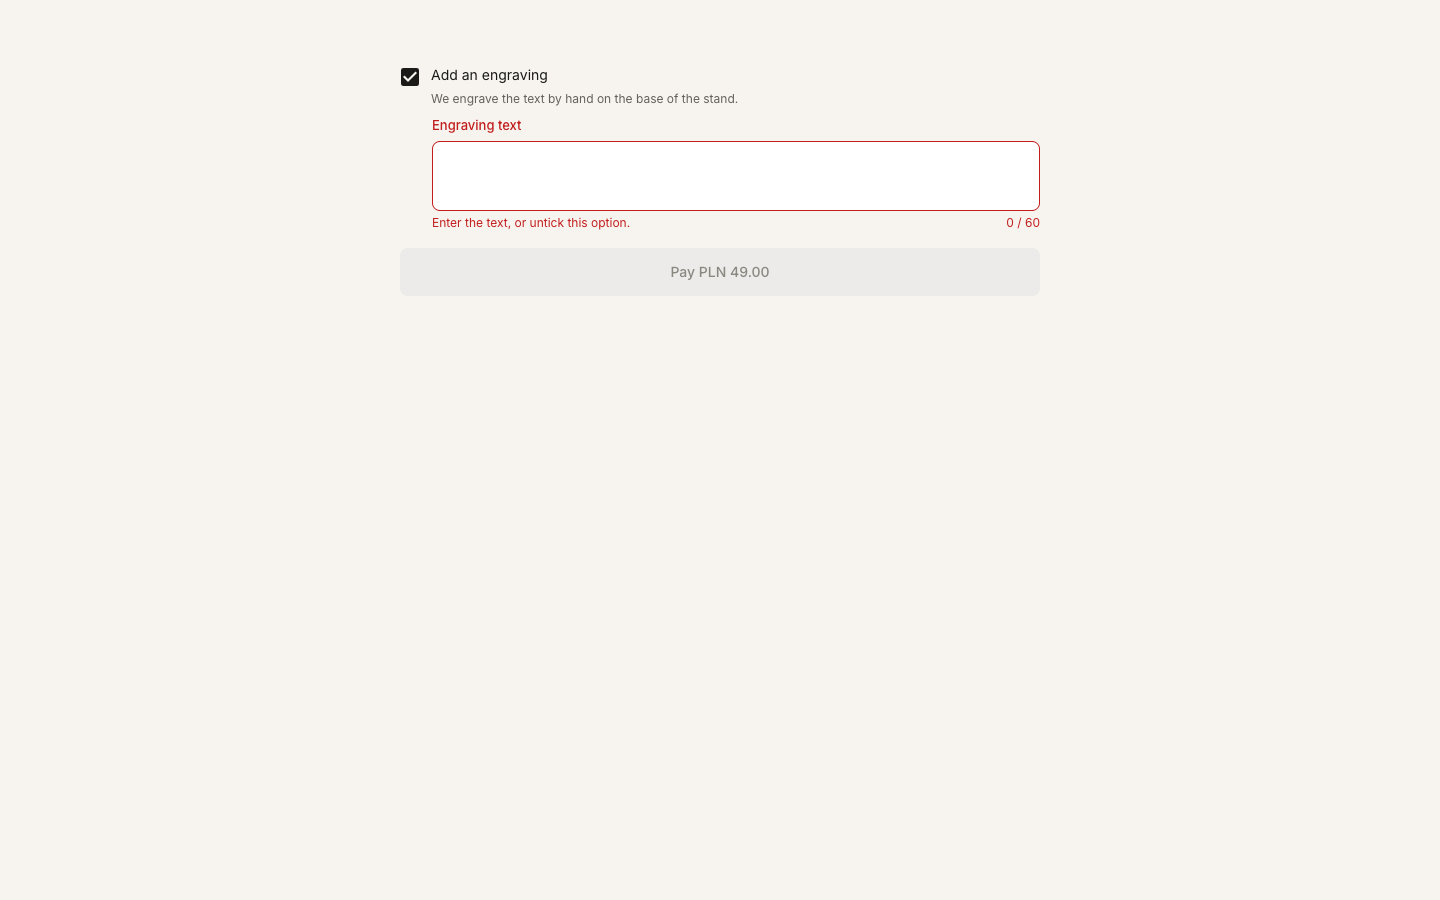 Add an engraving
We engrave the text by hand on the base of the stand.
Engraving text
Enter the text, or untick this option.
0 / 60
Pay PLN 49.00